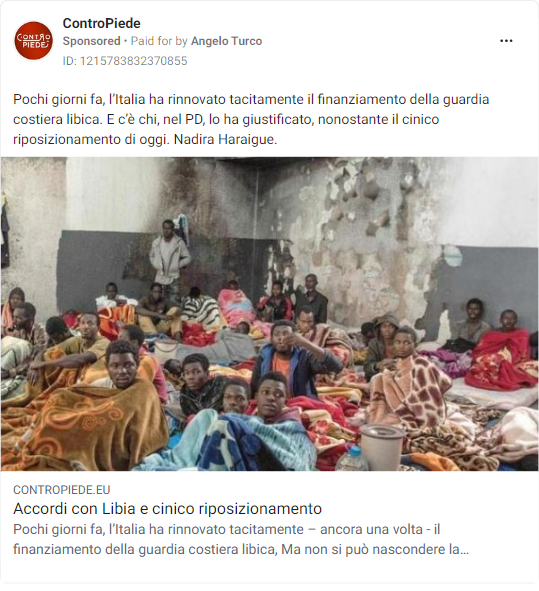 CONTRO
PIEDE
ControPiede
Sponsored • Paid for by Angelo Turco
ID: 1215783832370855
Pochi giorni fa, l'Italia ha rinnovato tacitamente il finanziamento della guardia
costiera libica. E c'è chi, nel PD, lo ha giustificato, nonostante il cinico
riposizionamento di oggi. Nadira Haraigue.
CONTROPIEDE.EU
Accordi con Libia e cinico riposizionamento
Pochi giorni fa, l'Italia ha rinnovato tacitamente – ancora una volta - il
finanziamento della guardia costiera libica, Ma non si può nascondere la...